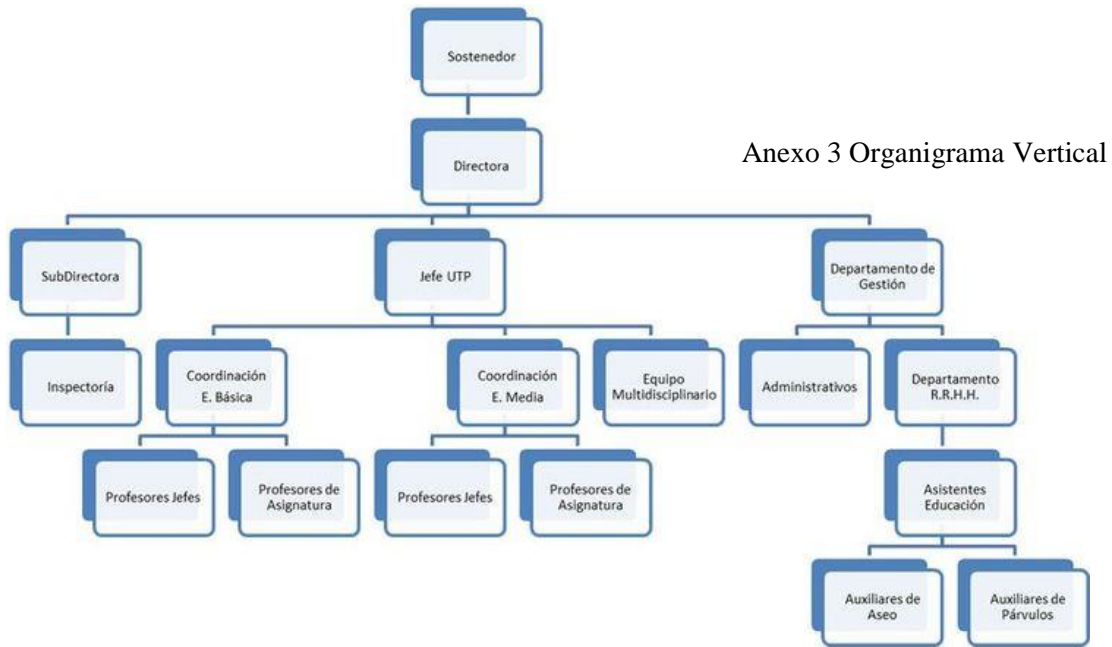 Sostenedor
Directora
Anexo 3 Organigrama Vertical
SubDirectora
Jefe UTP
Departamento de
Gestión
Inspectoría
Coordinación
E. Básica
Coordinación
E. Media
Equipo
Multidisciplinario
Administrativos
Departamento
R.R.H.H.
Profesores Jefes
Profesores de
Asignatura
Profesores Jefes
Profesores de
Asignatura
Asistentes
Educación
Auxiliares de
Aseo
Auxiliares de
Párvulos